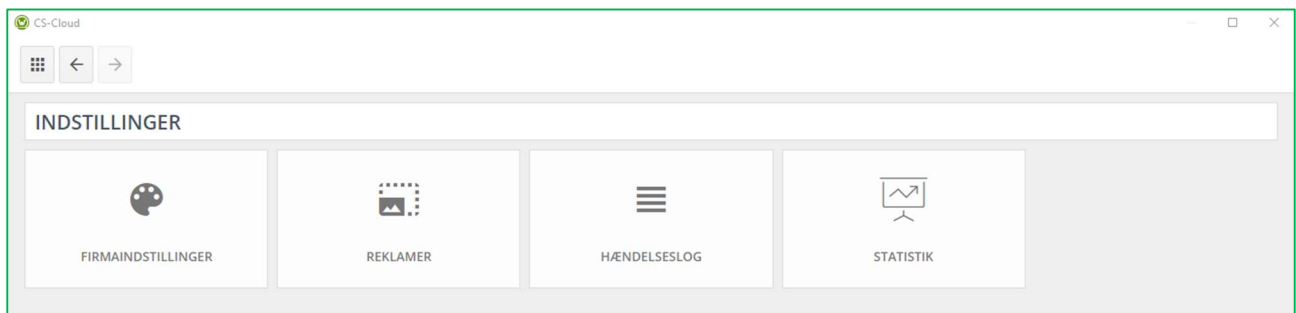 CS-Cloud
INDSTILLINGER
FIRMAINDSTILLINGER
REKLAMER
HÆNDELSESLOG
STATISTIK